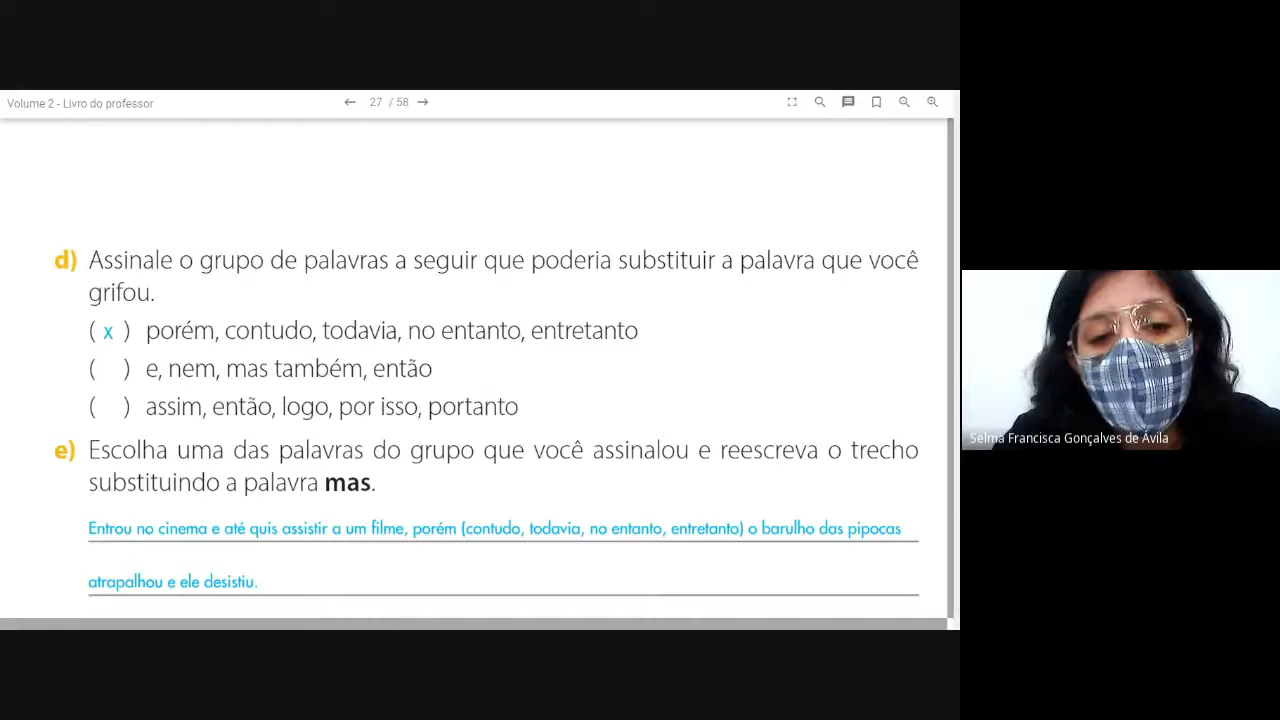 Volume 2 - Livro do professor
27 / 58
d) Assinale o grupo de palavras a seguir que poderia substituir a palavra que você
grifou.
( x ) porém, contudo, todavia, no entanto, entretanto
( ) e, nem, mas também, então
( ) assim, então, logo, por isso, portanto
e) Escolha uma das palavras do grupo que você assinalou e reescreva o trecho
substituindo a palavra mas.
Entrou no cinema e até quis assistir a um filme, porém (contudo, todavia, no entanto, entretanto) o barulho das pipocas
atrapalhou e ele desistiu.
Selma Francisca Gonçalves de Ávila